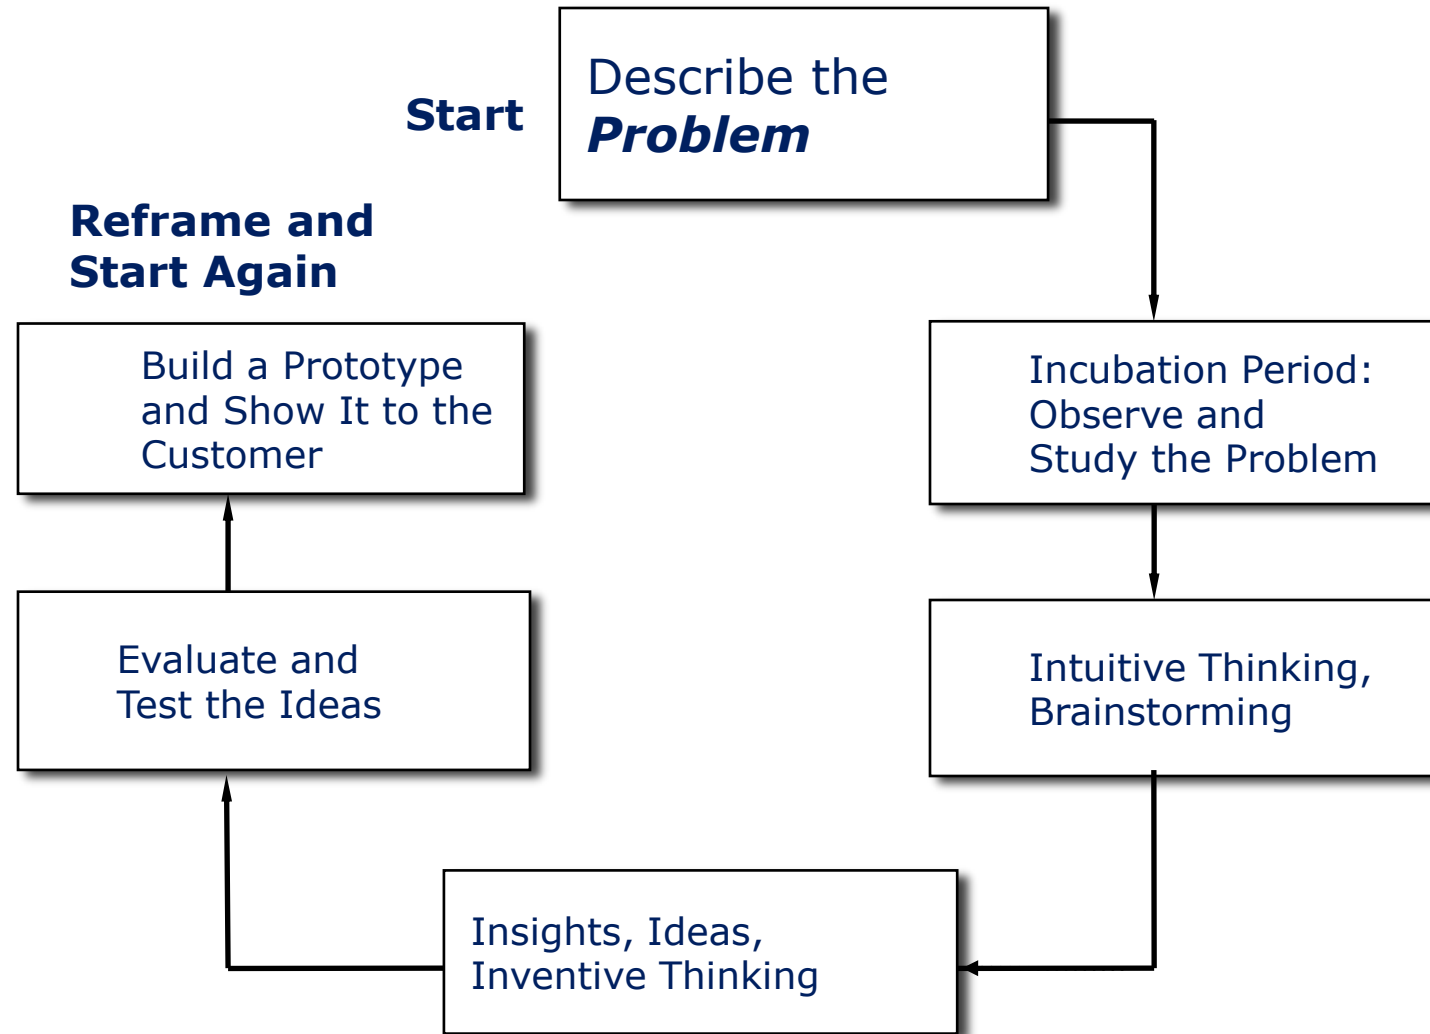 Start
Describe the
Problem
Reframe and
Start Again
Build a Prototype
and Show It to the
Customer
Incubation Period:
Observe and
Study the Problem
Evaluate and
Test the Ideas
Intuitive Thinking,
Brainstorming
Insights, Ideas,
Inventive Thinking